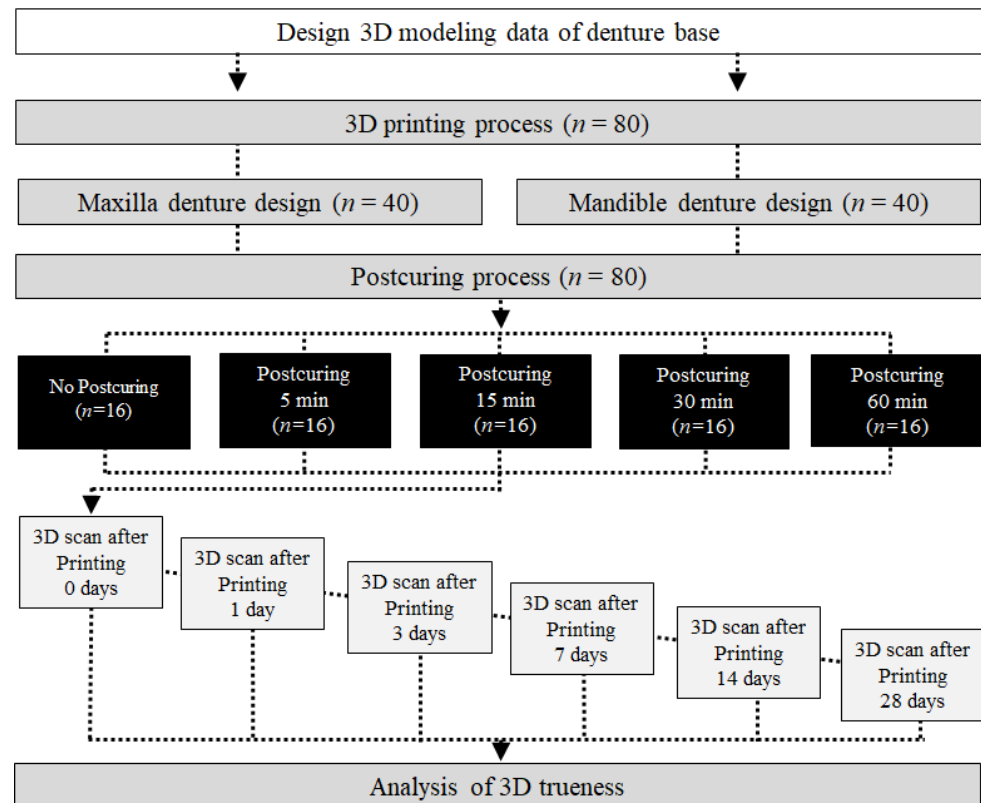 Design 3D modeling data of denture base
3D printing process (n = 80)
Maxilla denture design (n = 40)
Mandible denture design (n = 40)
Postcuring process (n = 80)
No Postcuring
(n=16)
Postcuring
5 min
(n=16)
Postcuring
15 min
(n=16)
Postcuring
30 min
(n=16)
Postcuring
60 min
(n=16)
3D scan after
Printing
0 days
3D scan after
Printing
1 day
3D scan after
Printing
3 days
3D scan after
Printing
7 days
3D scan after
Printing
14 days
3D scan after
Printing
28 days
Analysis of 3D trueness